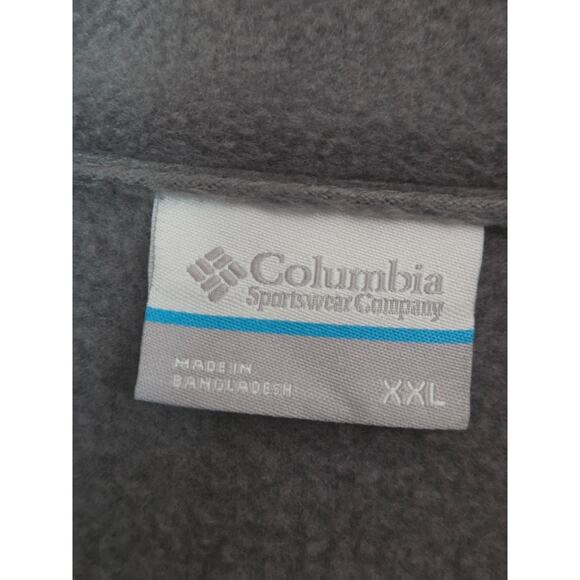 Columbia
Sportswear Company
MADE IN
BANGLADESH
XXL